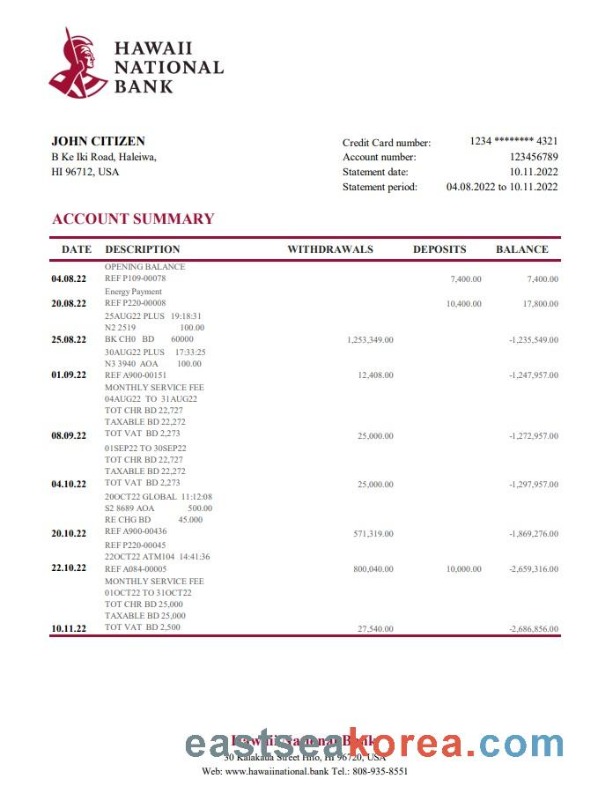 HAWAII
NATIONAL
BANK
JOHN CITIZEN
B Ke Iki Road, Haleiwa,
HI 96712, USA
Credit Card number: 1234 ******** 4321
Account number: 123456789
Statement date: 10.11.2022
Statement period: 04.08.2022 to 10.11.2022
ACCOUNT SUMMARY
DATE DESCRIPTION WITHDRAWALS DEPOSITS BALANCE
OPENING BALANCE
04.08.22 REF P109-00078 7,400.00 7,400.00
Energy Payment
20.08.22 REF P220-00008 10,400.00 17,800.00
25AUG22 PLUS 19:18:31
N2 2519 100.00
25.08.22 BK CH0 BD 60000 1,253,349.00 -1,235,549.00
30AUG22 PLUS 17:33:25
N3 3940 AOA 100.00
01.09.22 REF A900-00151 12,408.00 -1,247,957.00
MONTHLY SERVICE FEE
04AUG22 TO 31AUG22
TOT CHR BD 22,727
TAXABLE BD 22,272
08.09.22 TOT VAT BD 2,273 25,000.00 -1,272,957.00
01SEP22 TO 30SEP22
TOT CHR BD 22,727
TAXABLE BD 22,272
04.10.22 TOT VAT BD 2,273 25,000.00 -1,297,957.00
20OCT22 GLOBAL 11:12:08
S2 8689 AOA 500.00
RE CHG BD 45.000
20.10.22 REF A900-00436 571,319.00 -1,869,276.00
REF P220-00045
22OCT22 ATM104 14:41:36
22.10.22 REF A084-00005 800,040.00 10,000.00 -2,659,316.00
MONTHLY SERVICE FEE
01OCT22 TO 31OCT22
TOT CHR BD 25,000
TAXABLE BD 25,000
10.11.22 TOT VAT BD 2,500 27,540.00 -2,686,856.00
Hawaii National Bank
eastseakorea.com
30 Kalakaua Street Hilo, HI 96720, USA
Web: www.hawaiinational.bank Tel.: 808-935-8551